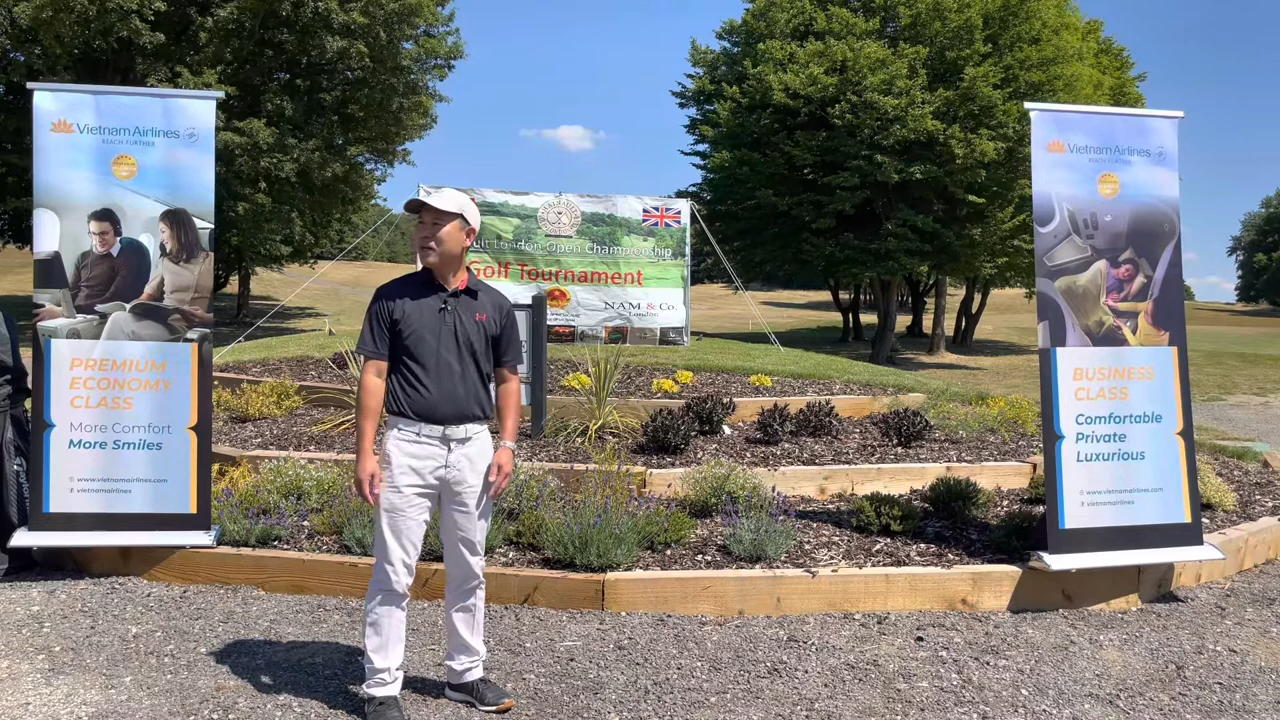 Vietnam Airlines
REACH FURTHER
PREMIUM
ECONOMY
CLASS
More Comfort
More Smiles
www.vietnamairlines.com
vietnamairlines
London Open Championship
Golf Tournament
NAM & Co.
London
Vietnam Airlines
REACH FURTHER
BUSINESS
CLASS
Comfortable
Private
Luxurious
www.vietnamairlines.com
vietnamairlines